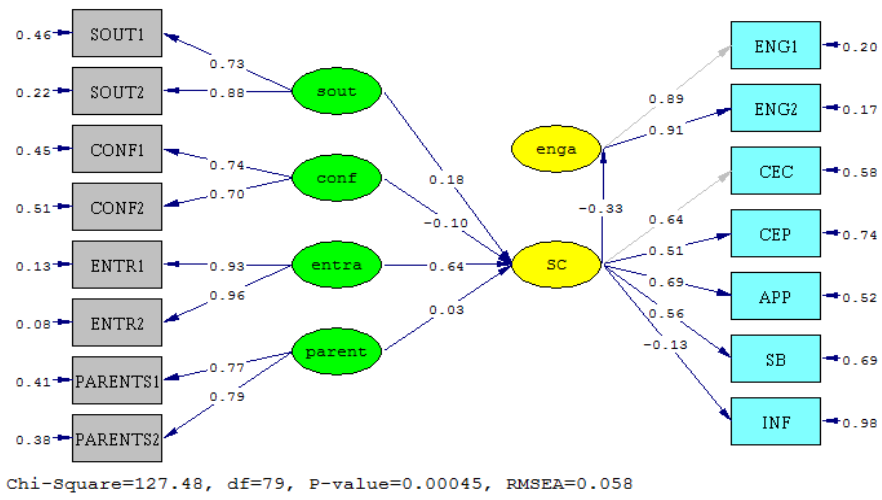 0.46 SOUT1
0.73
0.22 SOUT2
0.88
sout
0.45 CONF1
0.74
0.51 CONF2
0.70
conf
0.13 ENTR1
0.93
0.08 ENTR2
0.96
entra
0.41 PARENTS1
0.77
0.38 PARENTS2
0.79
parent
0.18
-0.10
0.64
0.03
enga
-0.33
SC
0.89
ENG1 0.20
0.91
ENG2 0.17
0.64
CEC 0.58
0.51
CEP 0.74
0.69
APP 0.52
0.56
SB 0.69
-0.13
INF 0.98
Chi-Square=127.48, df=79, P-value=0.00045, RMSEA=0.058